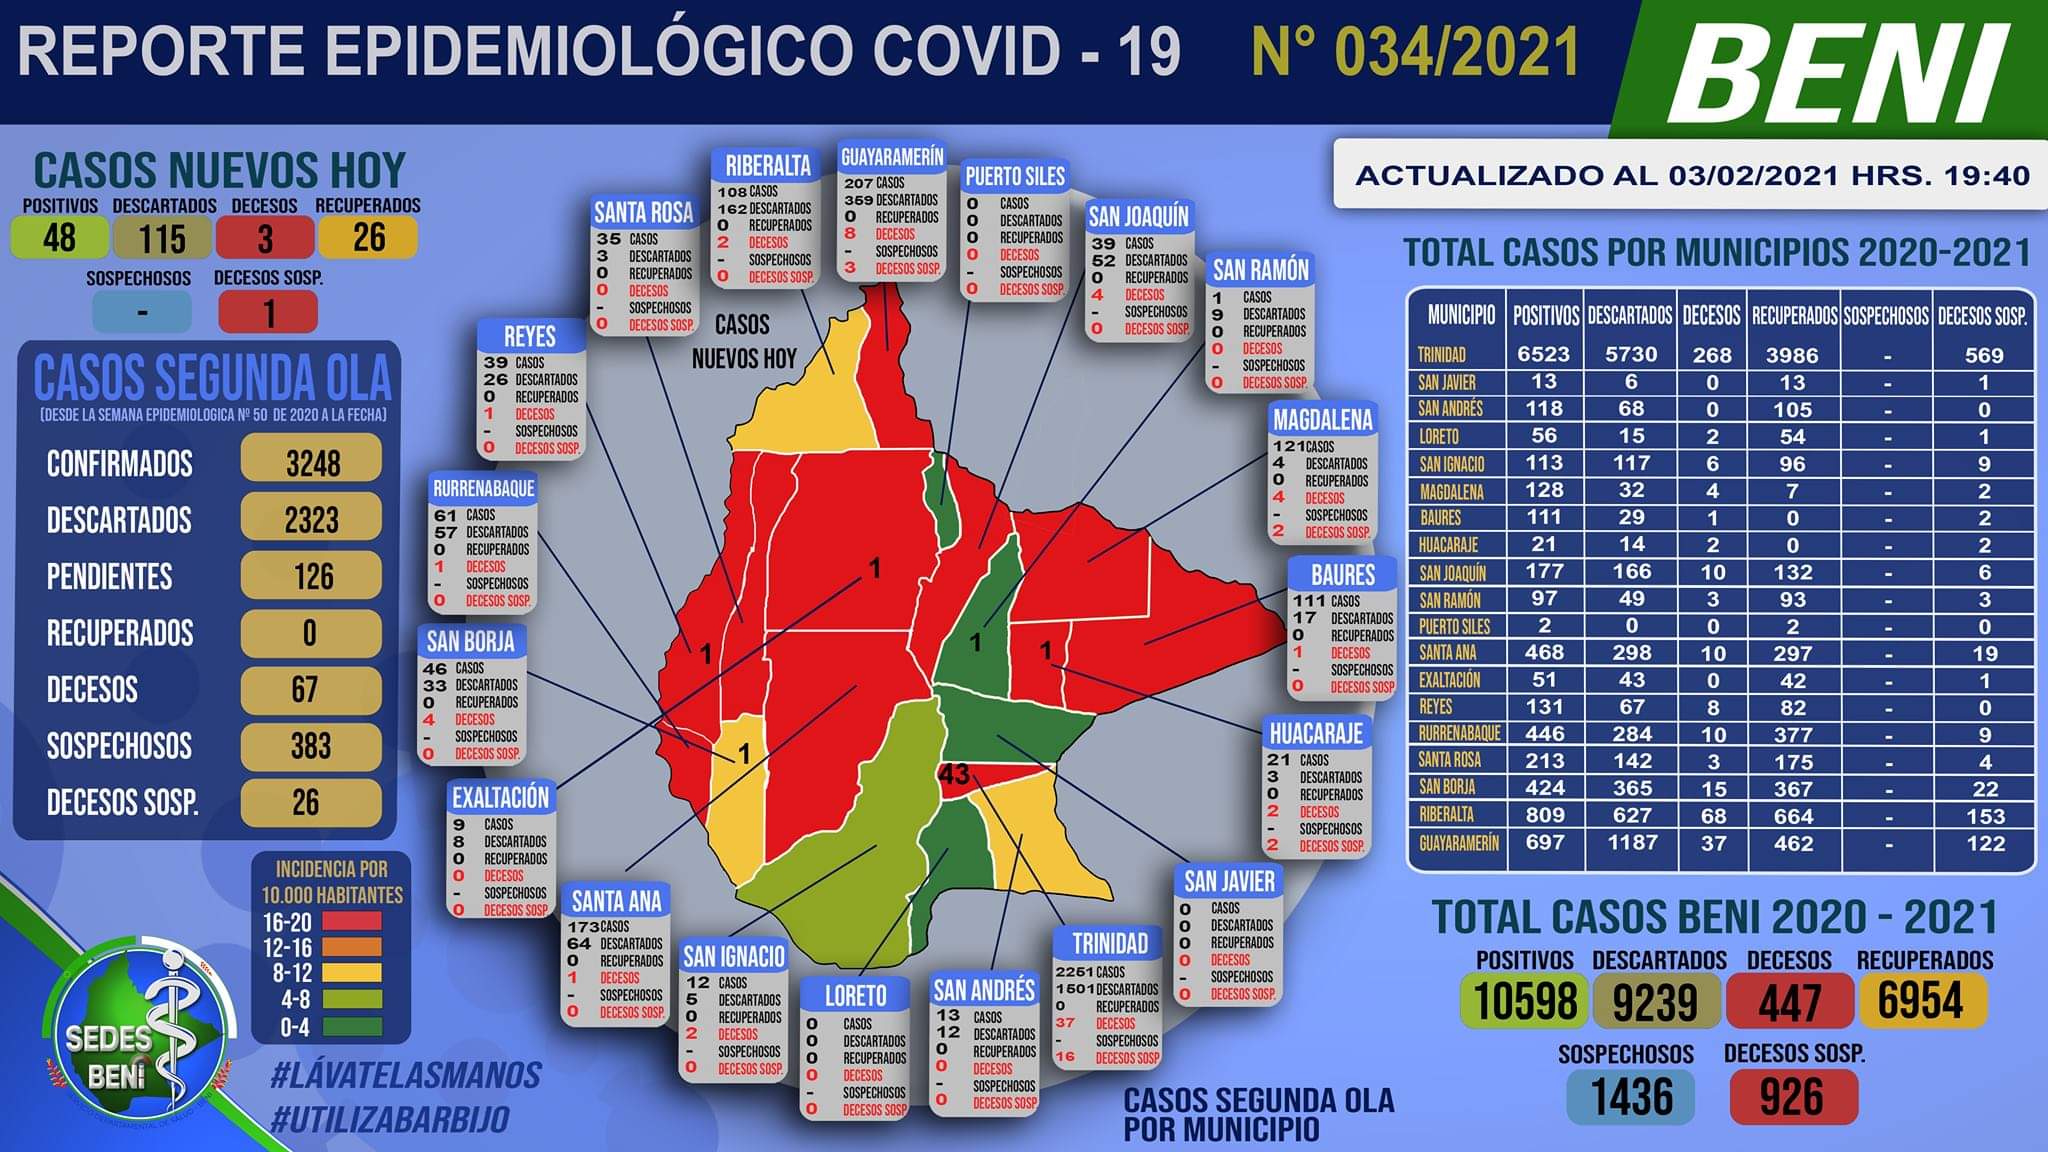 REPORTE EPIDEMIOLÓGICO COVID - 19 N° 034/2021 BENI
ACTUALIZADO AL 03/02/2021 HRS. 19:40
CASOS NUEVOS HOY
POSITIVOS DESCARTADOS DECESOS RECUPERADOS
48 115 3 26
SOSPECHOSOS DECESOS SOSP.
- 1
CASOS SEGUNDA OLA
(DESDE LA SEMANA EPIDEMIOLOGICA Nº 50 DE 2020 A LA FECHA)
CONFIRMADOS 3248
DESCARTADOS 2323
PENDIENTES 126
RECUPERADOS 0
DECESOS 67
SOSPECHOSOS 383
DECESOS SOSP. 26
INCIDENCIA POR
10.000 HABITANTES
16-20
12-16
8-12
4-8
0-4
SEDES
BENI
#LÁVATELASMANOS
#UTILIZABARBIJO
CASOS
NUEVOS HOY
1
1
1
1
1
43
RIBERALTA
108 CASOS
162 DESCARTADOS
0 RECUPERADOS
2 DECESOS
- SOSPECHOSOS
0 DECESOS SOSP.
GUAYARAMERÍN
207 CASOS
359 DESCARTADOS
0 RECUPERADOS
8 DECESOS
- SOSPECHOSOS
3 DECESOS SOSP.
PUERTO SILES
0 CASOS
0 DESCARTADOS
0 RECUPERADOS
0 DECESOS
- SOSPECHOSOS
0 DECESOS SOSP.
SANTA ROSA
35 CASOS
3 DESCARTADOS
0 RECUPERADOS
0 DECESOS
- SOSPECHOSOS
0 DECESOS SOSP.
SAN JOAQUÍN
39 CASOS
52 DESCARTADOS
0 RECUPERADOS
4 DECESOS
- SOSPECHOSOS
0 DECESOS SOSP.
SAN RAMÓN
1 CASOS
9 DESCARTADOS
0 RECUPERADOS
0 DECESOS
- SOSPECHOSOS
0 DECESOS SOSP.
REYES
39 CASOS
26 DESCARTADOS
0 RECUPERADOS
1 DECESOS
- SOSPECHOSOS
0 DECESOS SOSP.
MAGDALENA
121 CASOS
4 DESCARTADOS
0 RECUPERADOS
4 DECESOS
- SOSPECHOSOS
2 DECESOS SOSP.
RURRENABAQUE
61 CASOS
57 DESCARTADOS
0 RECUPERADOS
1 DECESOS
- SOSPECHOSOS
0 DECESOS SOSP.
BAURES
111 CASOS
17 DESCARTADOS
0 RECUPERADOS
1 DECESOS
- SOSPECHOSOS
0 DECESOS SOSP.
SAN BORJA
46 CASOS
33 DESCARTADOS
0 RECUPERADOS
4 DECESOS
- SOSPECHOSOS
0 DECESOS SOSP.
HUACARAJE
21 CASOS
3 DESCARTADOS
0 RECUPERADOS
2 DECESOS
- SOSPECHOSOS
2 DECESOS SOSP.
EXALTACIÓN
9 CASOS
8 DESCARTADOS
0 RECUPERADOS
0 DECESOS
- SOSPECHOSOS
0 DECESOS SOSP
SAN JAVIER
0 CASOS
0 DESCARTADOS
0 RECUPERADOS
0 DECESOS
- SOSPECHOSOS
0 DECESOS SOSP.
SANTA ANA
173 CASOS
64 DESCARTADOS
0 RECUPERADOS
1 DECESOS
- SOSPECHOSOS
0 DECESOS SOSP.
SAN IGNACIO
12 CASOS
5 DESCARTADOS
0 RECUPERADOS
2 DECESOS
- SOSPECHOSOS
0 DECESOS SOSP.
LORETO
0 CASOS
0 DESCARTADOS
0 RECUPERADOS
0 DECESOS
- SOSPECHOSOS
0 DECESOS SOSP
SAN ANDRÉS
13 CASOS
12 DESCARTADOS
0 RECUPERADOS
0 DECESOS
- SOSPECHOSOS
0 DECESOS SOSP
TRINIDAD
2251 CASOS
1501 DESCARTADOS
0 RECUPERADOS
37 DECESOS
- SOSPECHOSOS
16 DECESOS SOSP
CASOS SEGUNDA OLA
POR MUNICIPIO
TOTAL CASOS POR MUNICIPIOS 2020-2021
MUNICIPIO POSITIVOS DESCARTADOS DECESOS RECUPERADOS SOSPECHOSOS DECESOS SOSP.
TRINIDAD 6523 5730 268 3986 - 569
SAN JAVIER 13 6 0 13 - 1
SAN ANDRÉS 118 68 0 105 - 0
LORETO 56 15 2 54 - 1
SAN IGNACIO 113 117 6 96 - 9
MAGDALENA 128 32 4 7 - 2
BAURES 111 29 1 0 - 2
HUACARAJE 21 14 2 0 - 2
SAN JOAQUÍN 177 166 10 132 - 6
SAN RAMÓN 97 49 3 93 - 3
PUERTO SILES 2 0 0 2 - 0
SANTA ANA 468 298 10 297 - 19
EXALTACIÓN 51 43 0 42 - 1
REYES 131 67 8 82 - 0
RURRENABAQUE 446 284 10 377 - 9
SANTA ROSA 213 142 3 175 - 4
SAN BORJA 424 365 15 367 - 22
RIBERALTA 809 627 68 664 - 153
GUAYARAMERÍN 697 1187 37 462 - 122
TOTAL CASOS BENI 2020 - 2021
POSITIVOS DESCARTADOS DECESOS RECUPERADOS
10598 9239 447 6954
SOSPECHOSOS DECESOS SOSP.
1436 926